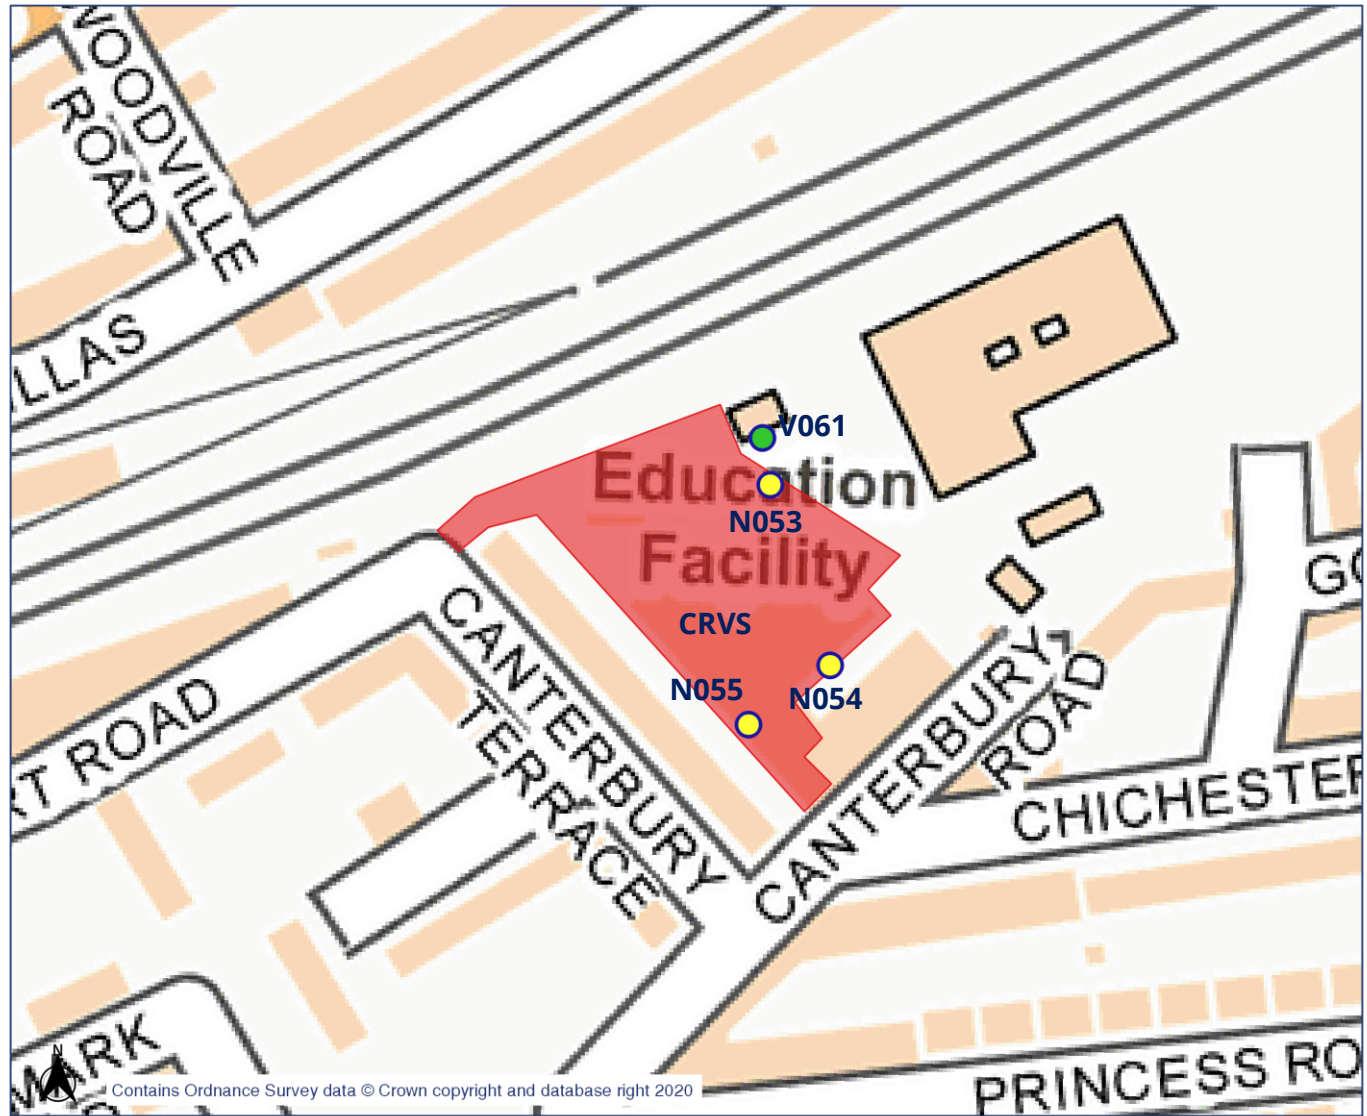 WOODVILLE
ROAD
ILLAS
V061
Education
N053
Facility
CRVS
N055
N054
CANTERBURY
TERRACE
RT ROAD
CANTERBURY
ROAD
GO
CHICHESTER
MARK
N
Contains Ordnance Survey data © Crown copyright and database right 2020
PRINCESS RO